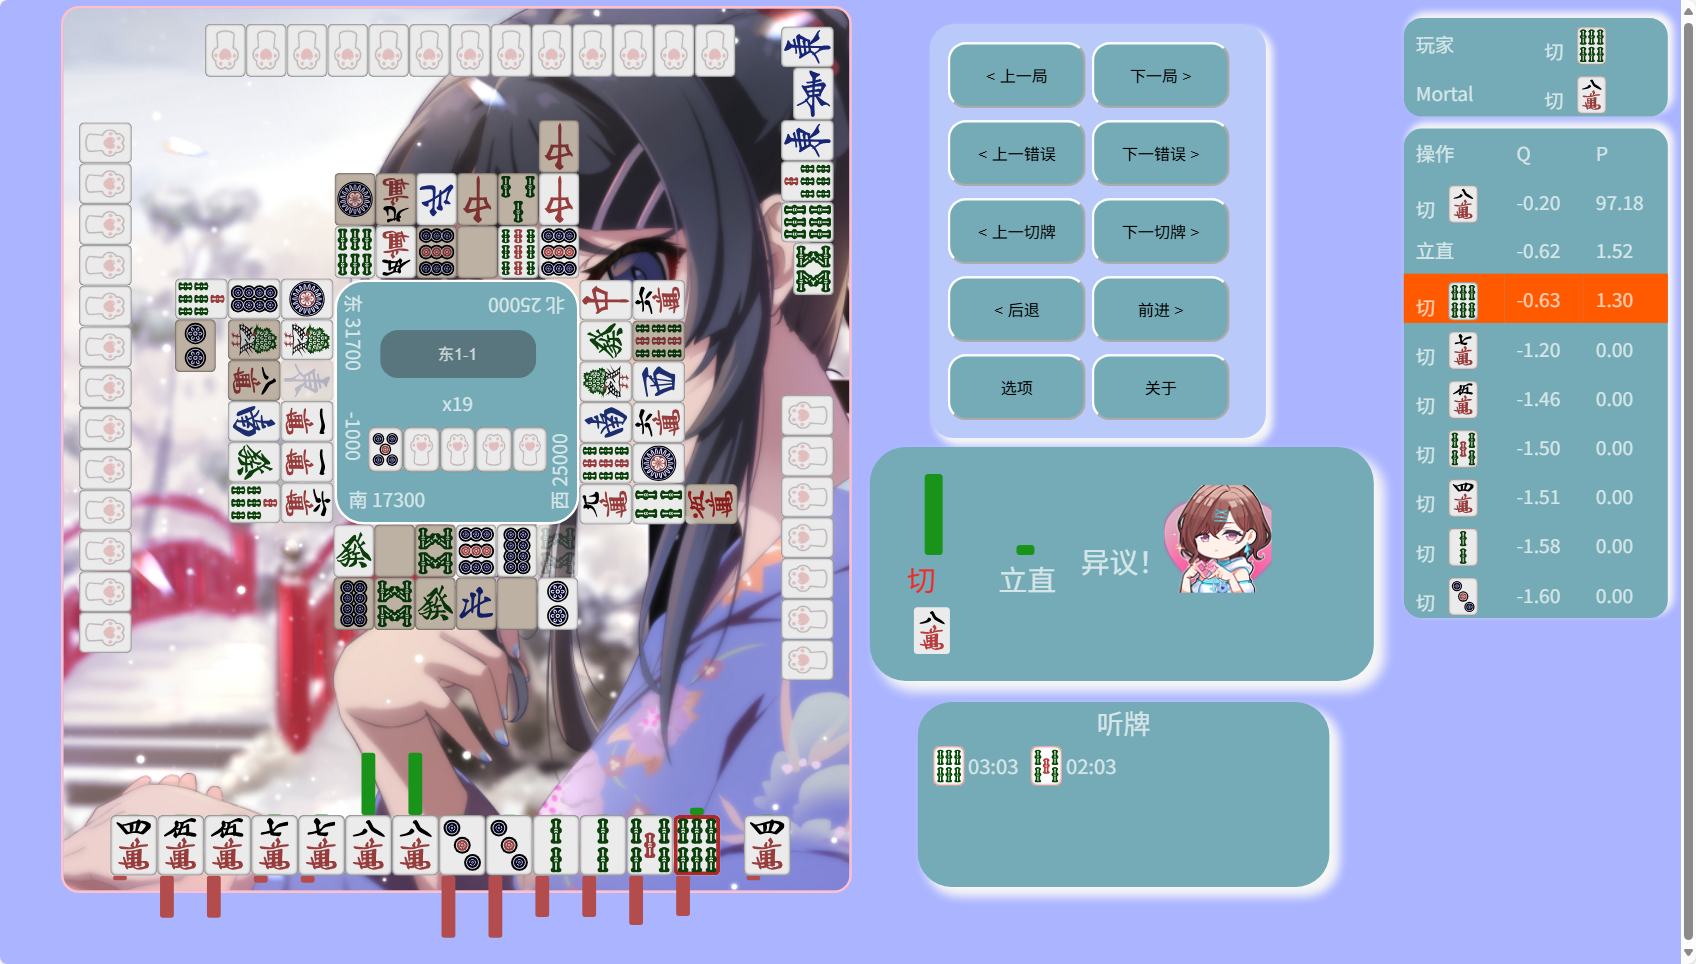 东 31700
-1000
北 25000
东1-1
x19
南 17300
西 25000
< 上一局
下一局 >
< 上一错误
下一错误 >
< 上一切牌
下一切牌 >
< 后退
前进 >
选项
关于
切
立直
异议！
听牌
03:03
02:03
玩家 切
Mortal 切
操作 Q P
切 -0.20 97.18
立直 -0.62 1.52
切 -0.63 1.30
切 -1.20 0.00
切 -1.46 0.00
切 -1.50 0.00
切 -1.51 0.00
切 -1.58 0.00
切 -1.60 0.00